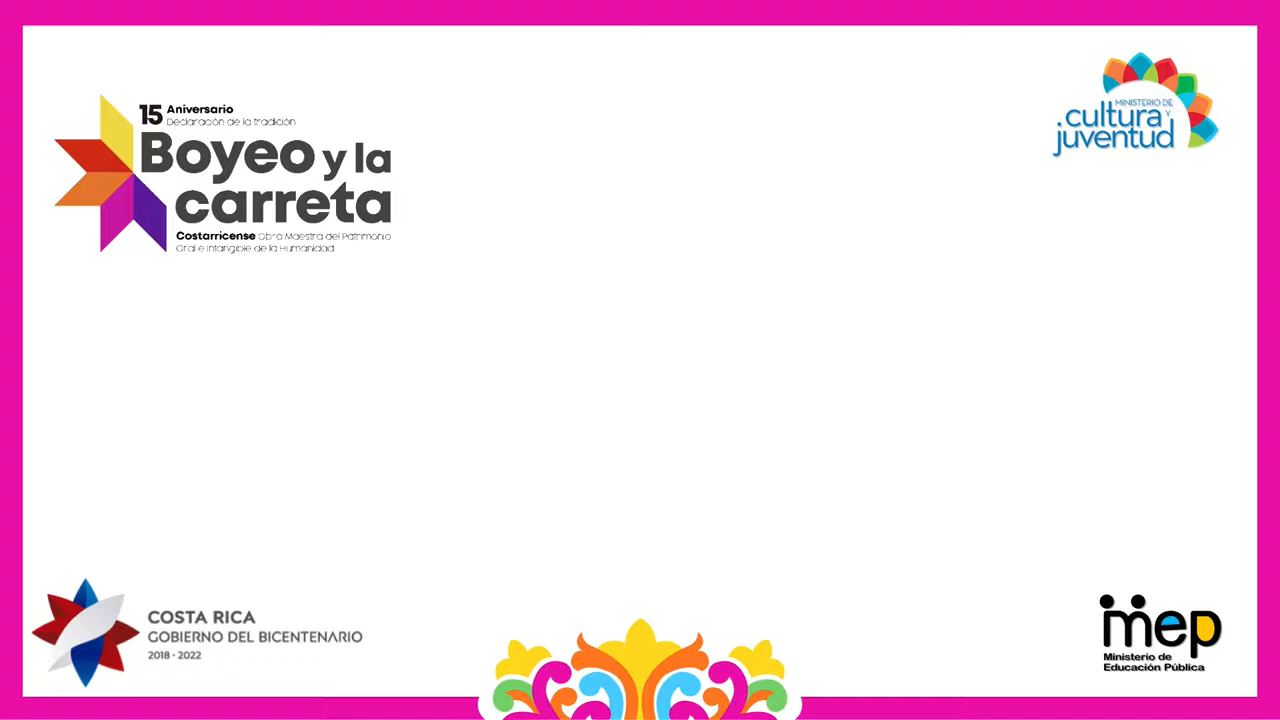 15 Aniversario
Declaración de la tradición
Boyeo y la
carreta
Costarricense Obra Maestra del Patrimonio
Oral e Intangible de la Humanidad
MINISTERIO DE
cultura Y
juventud
COSTA RICA
GOBIERNO DEL BICENTENARIO
2018 · 2022
mep
Ministerio de
Educación Pública